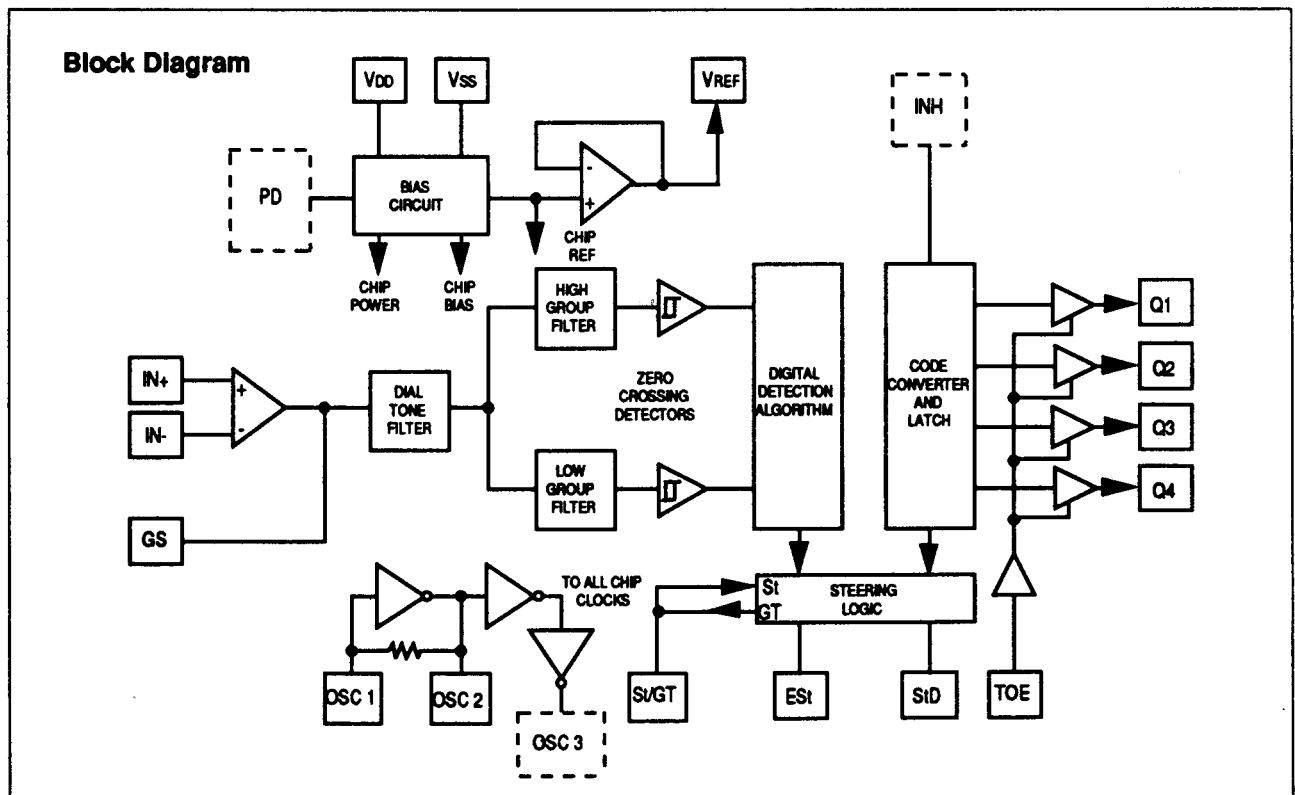 Block Diagram
VDD
VSS
VREF
INH
PD
BIAS
CIRCUIT
-
+
CHIP
REF
CHIP
POWER
CHIP
BIAS
HIGH
GROUP
FILTER
Q1
IN+
+
IN-
-
DIAL
TONE
FILTER
ZERO
CROSSING
DETECTORS
DIGITAL
DETECTION
ALGORITHM
CODE
CONVERTER
AND
LATCH
Q2
Q3
LOW
GROUP
FILTER
Q4
GS
TO ALL CHIP
CLOCKS
St
GT
STEERING
LOGIC
OSC 1
OSC 2
OSC 3
St/GT
ESt
StD
TOE